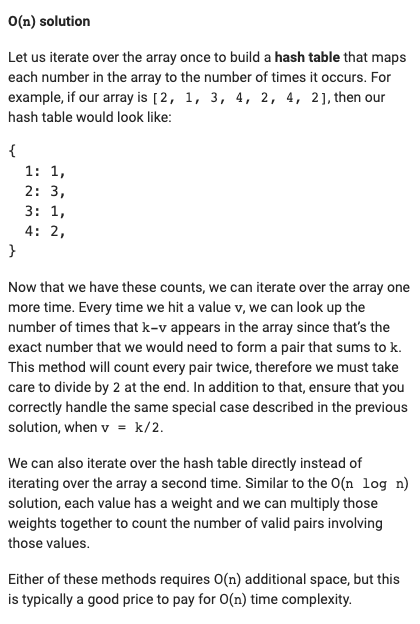 O(n) solution
Let us iterate over the array once to build a hash table that maps
each number in the array to the number of times it occurs. For
example, if our array is [2, 1, 3, 4, 2, 4, 2], then our
hash table would look like:
{
1: 1,
2: 3,
3: 1,
4: 2,
}
Now that we have these counts, we can iterate over the array one
more time. Every time we hit a value v, we can look up the
number of times that k-v appears in the array since that's the
exact number that we would need to form a pair that sums to k.
This method will count every pair twice, therefore we must take
care to divide by 2 at the end. In addition to that, ensure that you
correctly handle the same special case described in the previous
solution, when v = k/2.
We can also iterate over the hash table directly instead of
iterating over the array a second time. Similar to the O(n log n)
solution, each value has a weight and we can multiply those
weights together to count the number of valid pairs involving
those values.
Either of these methods requires O(n) additional space, but this
is typically a good price to pay for O(n) time complexity.